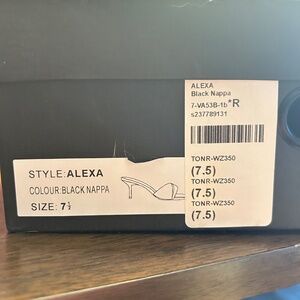 ALEXA
Black Nappa
7-VA53B-1b*R
s237789131
TONR-WZ350
(7.5)
TONR-WZ350
(7.5)
TONR-WZ350
(7.5)
STYLE:ALEXA
COLOUR:BLACK NAPPA
SIZE: 7½